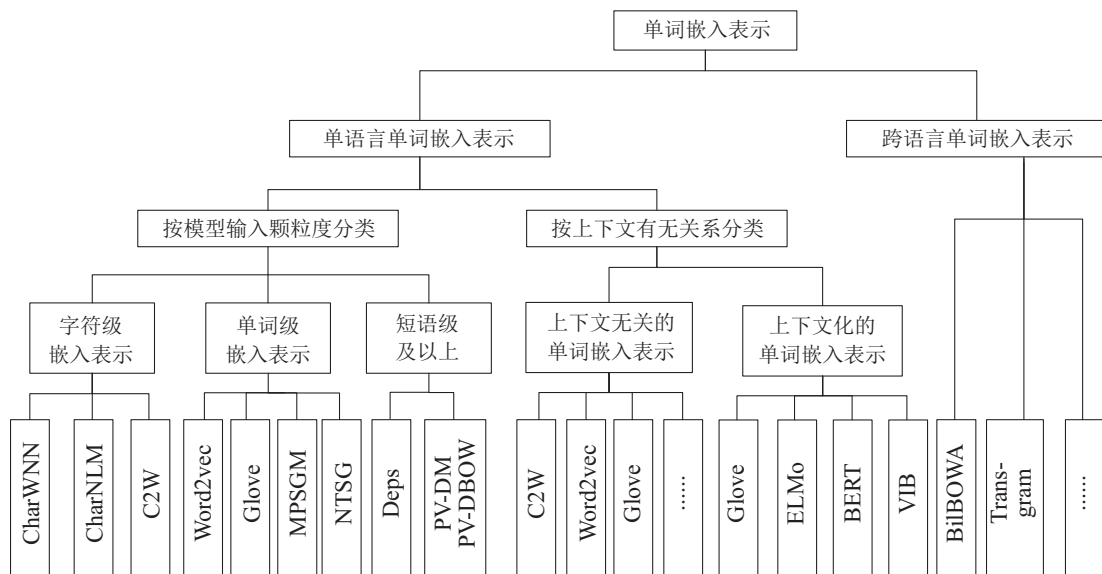 单词嵌入表示
单语言单词嵌入表示
跨语言单词嵌入表示
按模型输入颗粒度分类
按上下文有无关系分类
字符级
嵌入表示
单词级
嵌入表示
短语级
及以上
上下文无关的
单词嵌入表示
上下文化的
单词嵌入表示
CharWNN
CharNLM
C2W
Word2vec
Glove
MPSGM
NTSG
Deps
PV-DM
PV-DBOW
C2W
Word2vec
Glove
……
Glove
ELMo
BERT
VIB
BilBOWA
Trans-
gram
……